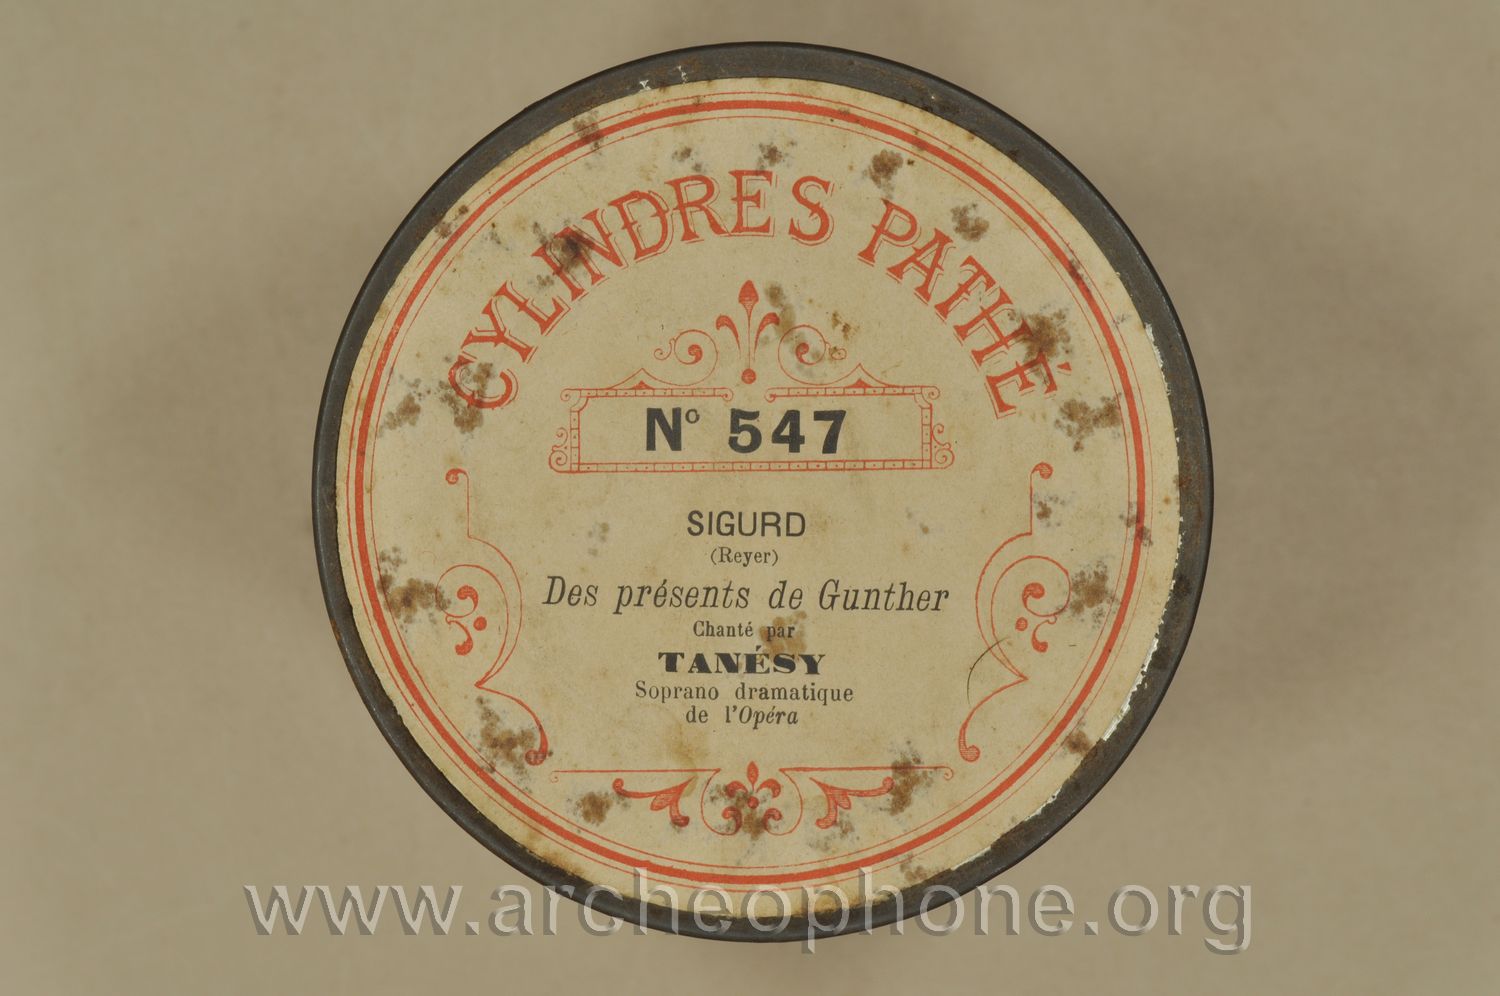 CYLINDRES PATHÉ
Nº 547
SIGURD
(Reyer)
Des présents de Gunther
Chanté par
TANÉSY
Soprano dramatique
de l'Opéra
www.archeophone.org